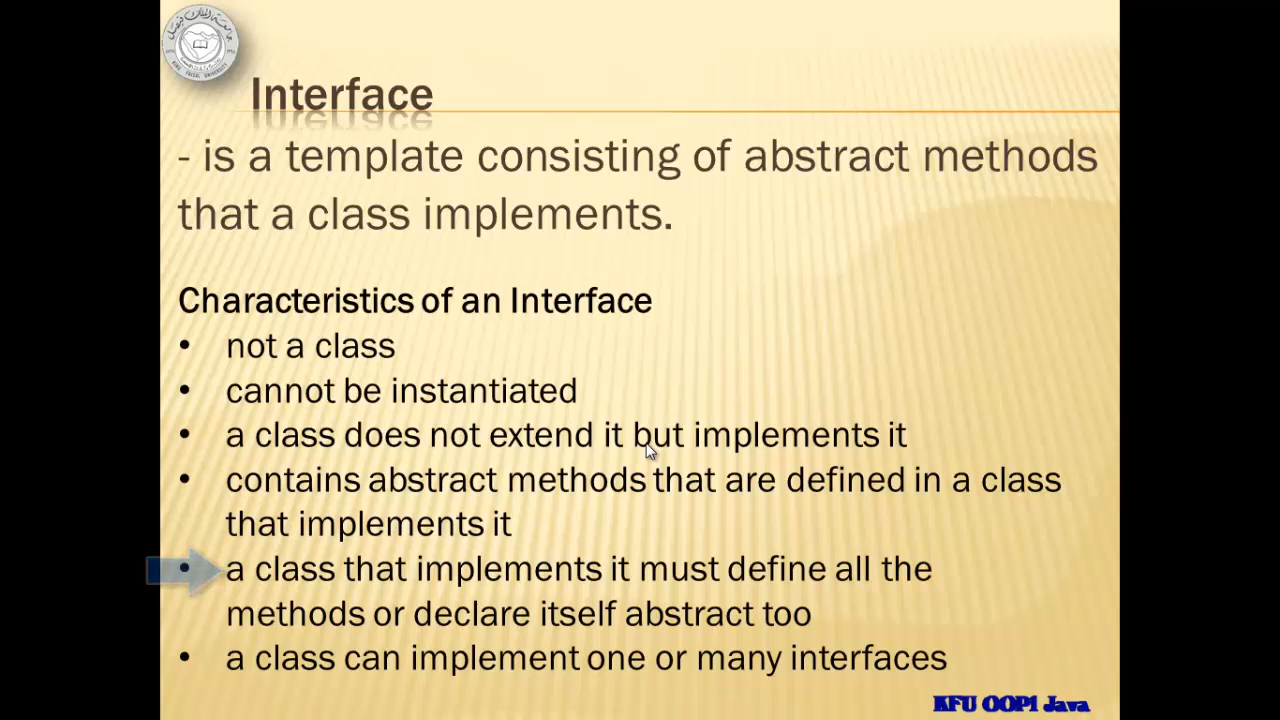 Interface
- is a template consisting of abstract methods
that a class implements.
Characteristics of an Interface
• not a class
• cannot be instantiated
• a class does not extend it but implements it
• contains abstract methods that are defined in a class
that implements it
• a class that implements it must define all the
methods or declare itself abstract too
• a class can implement one or many interfaces
KFU OOP1 Java